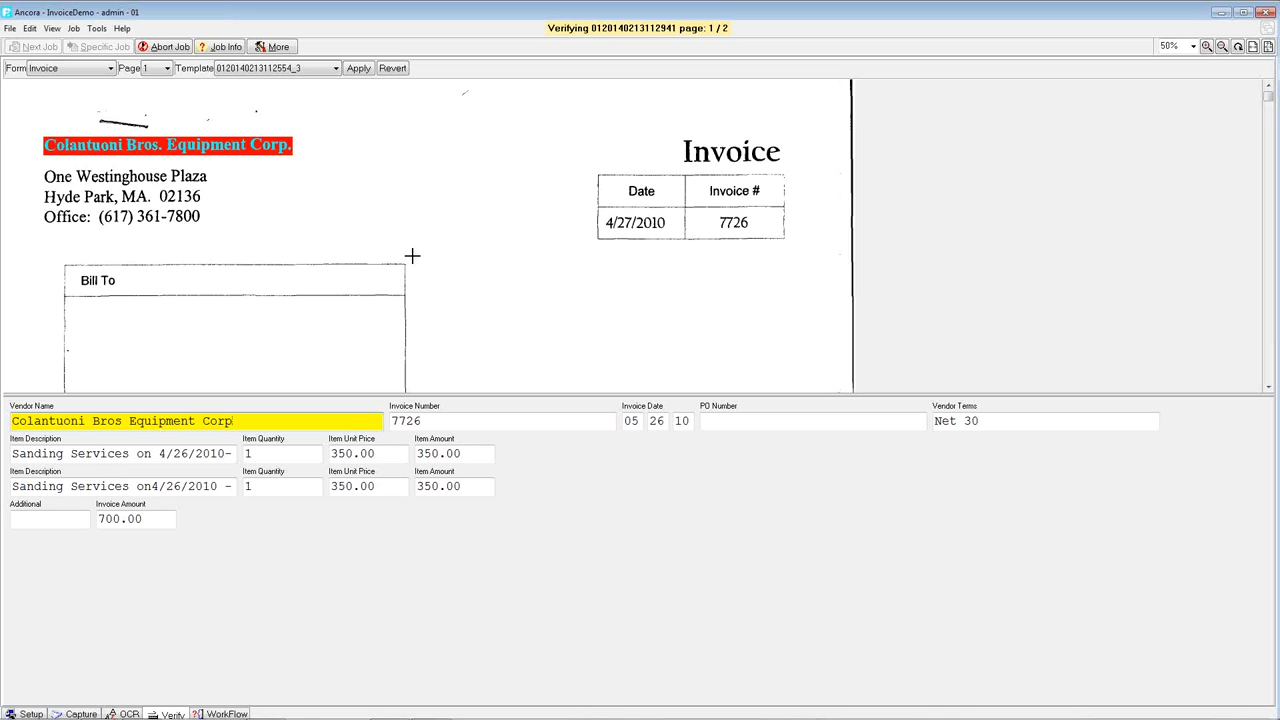 Ancora - InvoiceDemo - admin - 01
File Edit View Job Tools Help
Verifying 0120140213112941 page: 1 / 2
Next Job Specific Job Abort Job Job Info More
50%
Form Invoice Page 1 Template 0120140213112554_3 Apply Revert
Colantuoni Bros. Equipment Corp.
One Westinghouse Plaza
Hyde Park, MA. 02136
Office: (617) 361-7800
Invoice
Date Invoice #
4/27/2010 7726
Bill To
Vendor Name Invoice Number Invoice Date PO Number Vendor Terms
Colantuoni Bros Equipment Corp 7726 05 26 10 Net 30
Item Description Item Quantity Item Unit Price Item Amount
Sanding Services on 4/26/2010- 1 350.00 350.00
Item Description Item Quantity Item Unit Price Item Amount
Sanding Services on4/26/2010 - 1 350.00 350.00
Additional Invoice Amount
700.00
Setup Capture OCR Verify WorkFlow